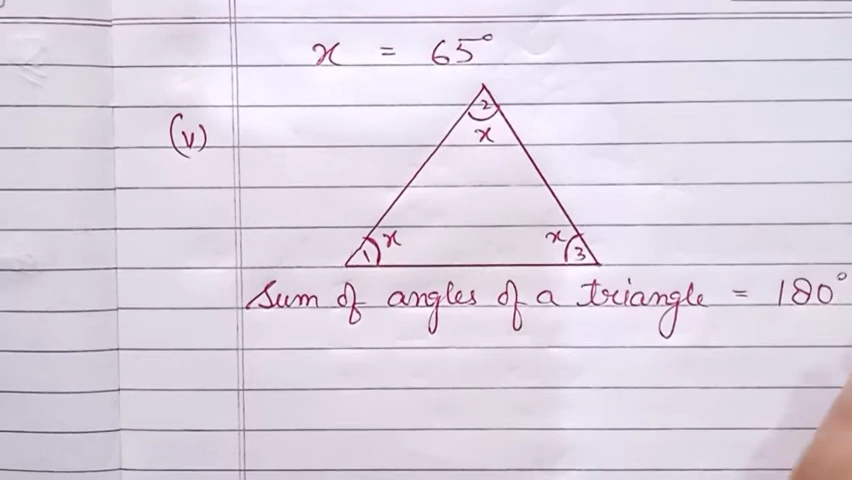 x = 65°
(v)
2
x
1 x
x 3
Sum of angles of a triangle = 180°